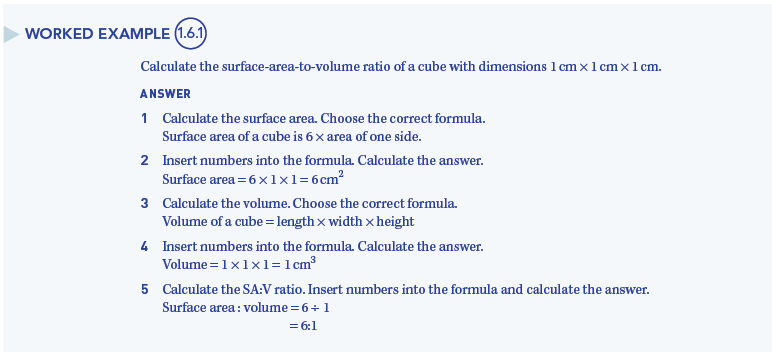 WORKED EXAMPLE 1.6.1
Calculate the surface-area-to-volume ratio of a cube with dimensions 1 cm × 1 cm × 1 cm.
ANSWER
1 Calculate the surface area. Choose the correct formula.
Surface area of a cube is 6 × area of one side.
2 Insert numbers into the formula. Calculate the answer.
Surface area = 6 × 1 × 1 = 6 cm²
3 Calculate the volume. Choose the correct formula.
Volume of a cube = length × width × height
4 Insert numbers into the formula. Calculate the answer.
Volume = 1 × 1 × 1 = 1 cm³
5 Calculate the SA:V ratio. Insert numbers into the formula and calculate the answer.
Surface area : volume = 6 ÷ 1
= 6:1